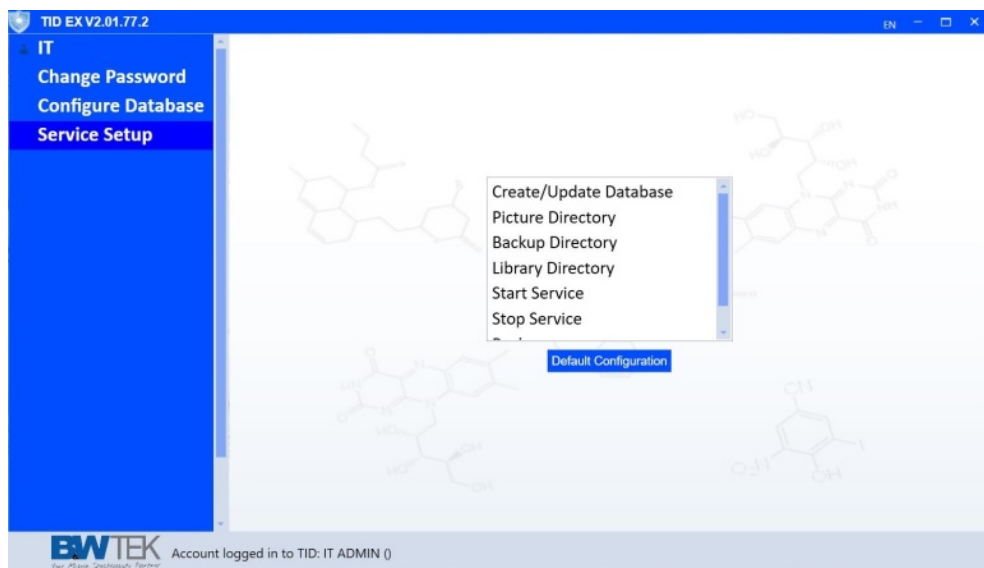 TID EX V2.01.77.2
EN
IT
Change Password
Configure Database
Service Setup
Create/Update Database
Picture Directory
Backup Directory
Library Directory
Start Service
Stop Service
Default Configuration
BWTEK
Account logged in to TID: IT ADMIN ()